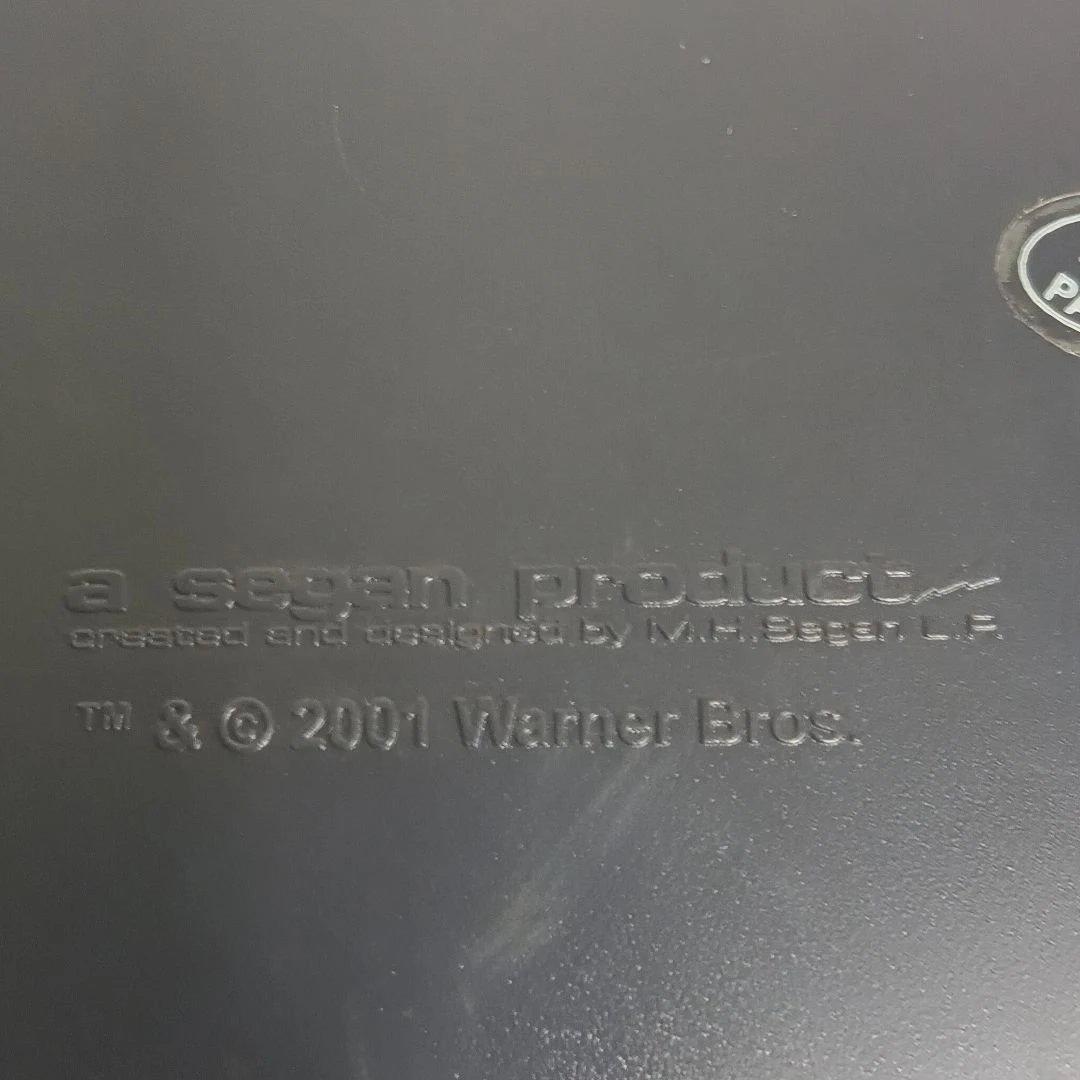 a segan product
created and designed by M.H. Segan L.P.
™ & © 2001 Warner Bros.